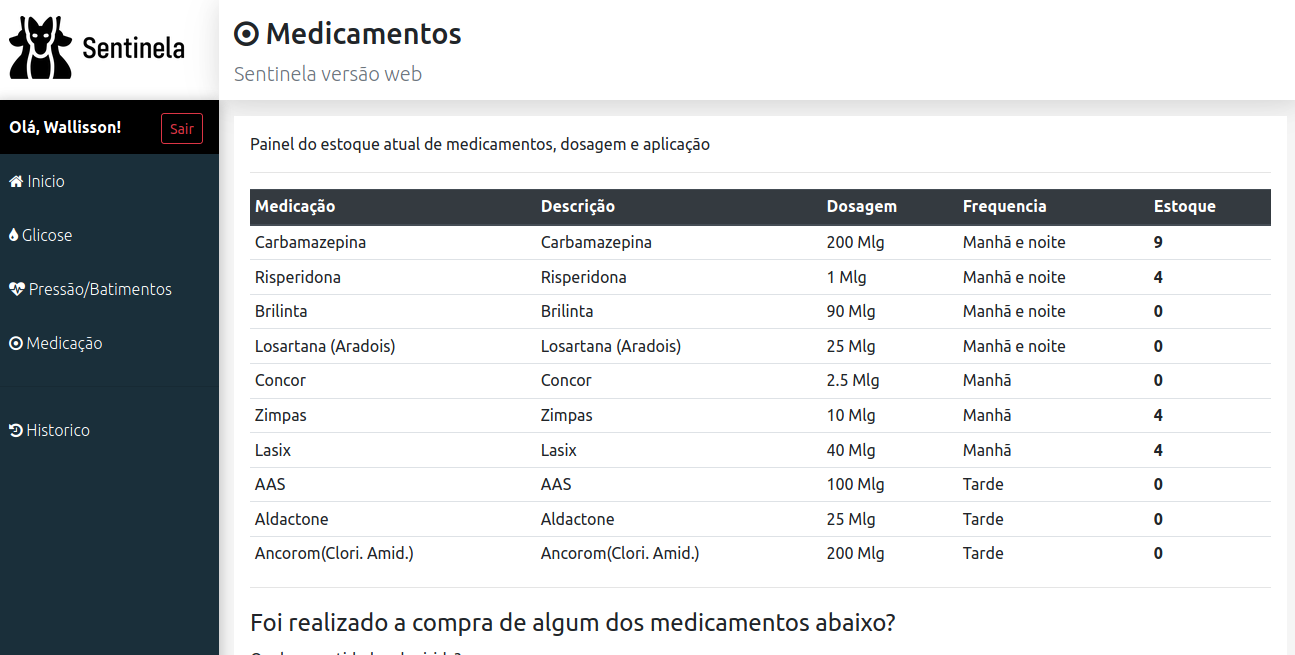 Sentinela
Medicamentos
Sentinela versão web
Olá, Wallisson!
Sair
Inicio
Glicose
Pressão/Batimentos
Medicação
Historico
Painel do estoque atual de medicamentos, dosagem e aplicação
Medicação Descrição Dosagem Frequencia Estoque
Carbamazepina Carbamazepina 200 Mlg Manhã e noite 9
Risperidona Risperidona 1 Mlg Manhã e noite 4
Brilinta Brilinta 90 Mlg Manhã e noite 0
Losartana (Aradois) Losartana (Aradois) 25 Mlg Manhã e noite 0
Concor Concor 2.5 Mlg Manhã 0
Zimpas Zimpas 10 Mlg Manhã 4
Lasix Lasix 40 Mlg Manhã 4
AAS AAS 100 Mlg Tarde 0
Aldactone Aldactone 25 Mlg Tarde 0
Ancorom(Clori. Amid.) Ancorom(Clori. Amid.) 200 Mlg Tarde 0
Foi realizado a compra de algum dos medicamentos abaixo?